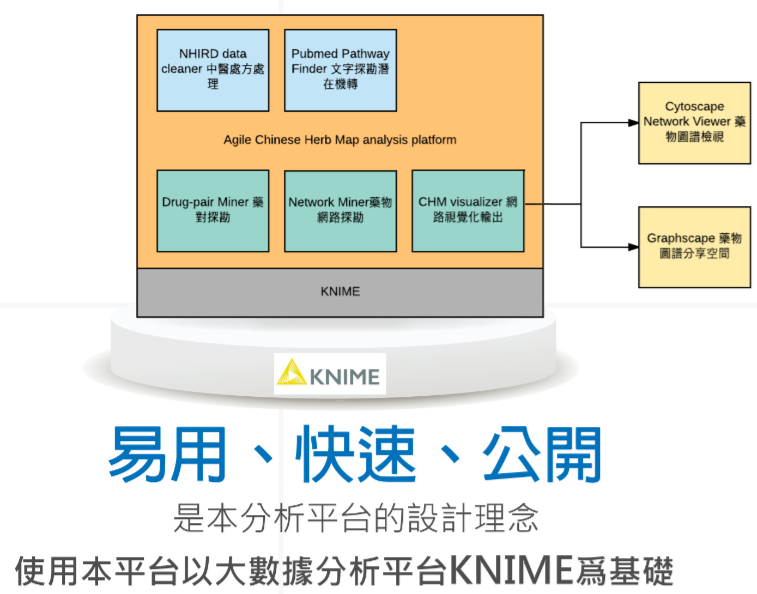 NHIRD data
cleaner 中醫處方處
理
Pubmed Pathway
Finder 文字探勘潛
在機轉
Agile Chinese Herb Map analysis platform
Drug-pair Miner 藥
對探勘
Network Miner藥物
網路探勘
CHM visualizer 網
路視覺化輸出
Cytoscape
Network Viewer 藥
物圖譜檢視
Graphscape 藥物
圖譜分享空間
KNIME
KNIME
易用、快速、公開
是本分析平台的設計理念
使用本平台以大數據分析平台KNIME爲基礎